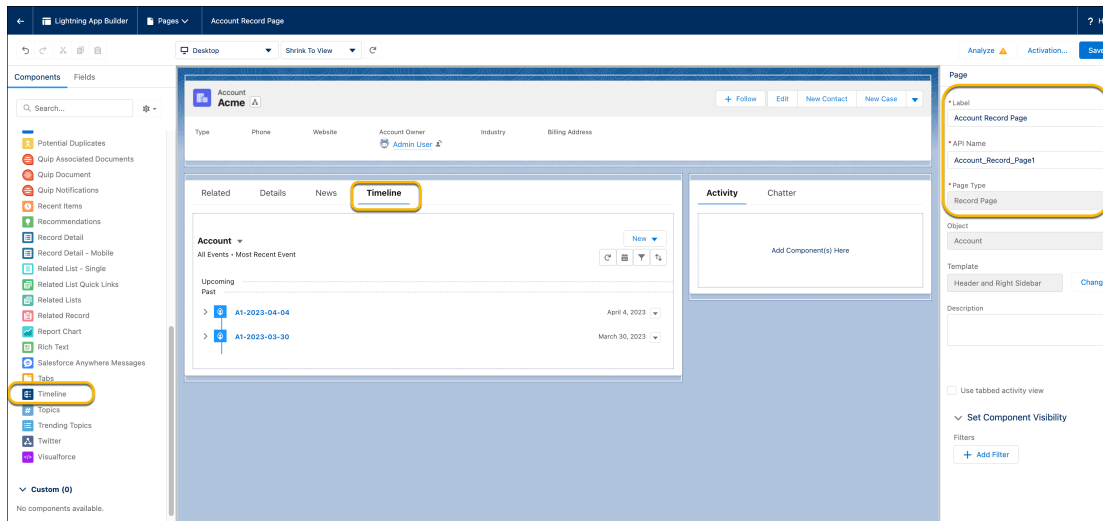 Lightning App Builder
Pages
Account Record Page
?
Desktop
Shrink To View
Analyze
Activation...
Save
Components
Fields
Search...
Potential Duplicates
Quip Associated Documents
Quip Document
Quip Notifications
Recent Items
Recommendations
Record Detail
Record Detail - Mobile
Related List - Single
Related List Quick Links
Related Lists
Related Record
Report Chart
Rich Text
Salesforce Anywhere Messages
Tabs
Timeline
Topics
Trending Topics
Twitter
Visualforce
Custom (0)
No components available.
Account
Acme
+ Follow
Edit
New Contact
New Case
Type
Phone
Website
Account Owner
Industry
Billing Address
Admin User
Related
Details
News
Timeline
Account
New
All Events • Most Recent Event
Upcoming
Past
A1-2023-04-04
April 4, 2023
A1-2023-03-30
March 30, 2023
Activity
Chatter
Add Component(s) Here
Page
*Label
Account Record Page
*API Name
Account_Record_Page1
*Page Type
Record Page
Object
Account
Template
Header and Right Sidebar
Chang
Description
Use tabbed activity view
Set Component Visibility
Filters
+ Add Filter